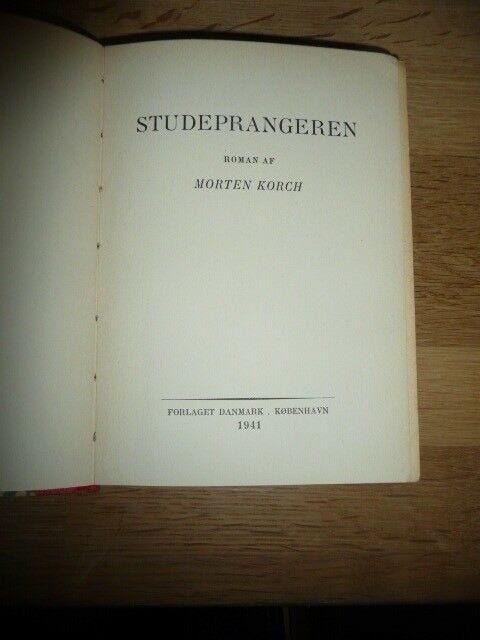 STUDEPRANGEREN
ROMAN AF
MORTEN KORCH
FORLAGET DANMARK . KØBENHAVN
1941